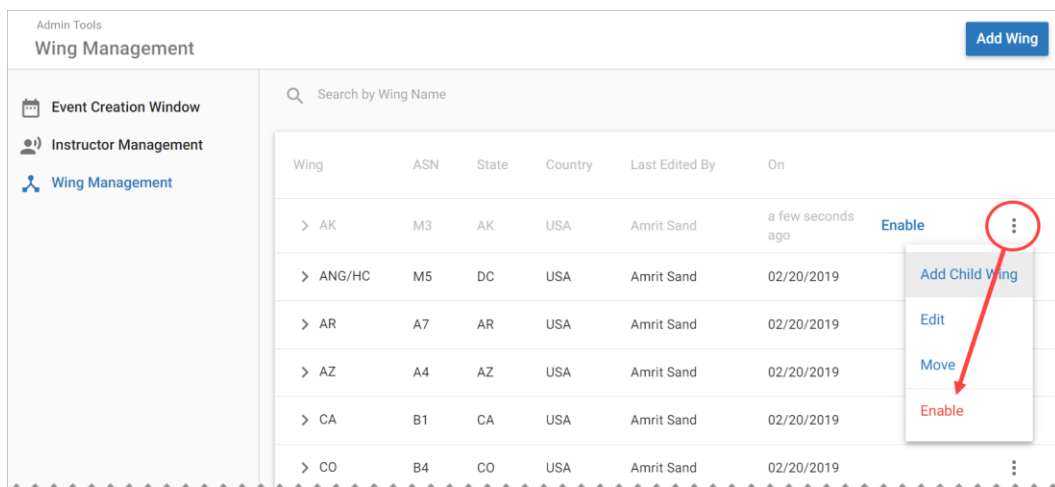 Admin Tools
Wing Management
Add Wing
Event Creation Window
Instructor Management
Wing Management
Search by Wing Name
Wing ASN State Country Last Edited By On
AK M3 AK USA Amrit Sand a few seconds ago Enable
ANG/HC M5 DC USA Amrit Sand 02/20/2019
AR A7 AR USA Amrit Sand 02/20/2019
AZ A4 AZ USA Amrit Sand 02/20/2019
CA B1 CA USA Amrit Sand 02/20/2019
CO B4 CO USA Amrit Sand 02/20/2019
Add Child Wing
Edit
Move
Enable